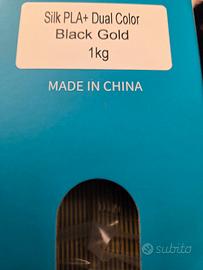 Silk PLA+ Dual Color
Black Gold
1kg
MADE IN CHINA
subito